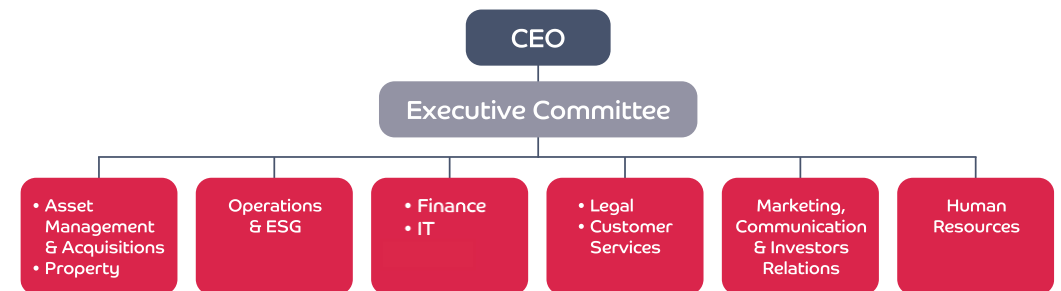 CEO
Executive Committee
• Asset
Management
& Acquisitions
• Property
Operations
& ESG
• Finance
• IT
• Legal
• Customer
Services
Marketing,
Communication
& Investors
Relations
Human
Resources